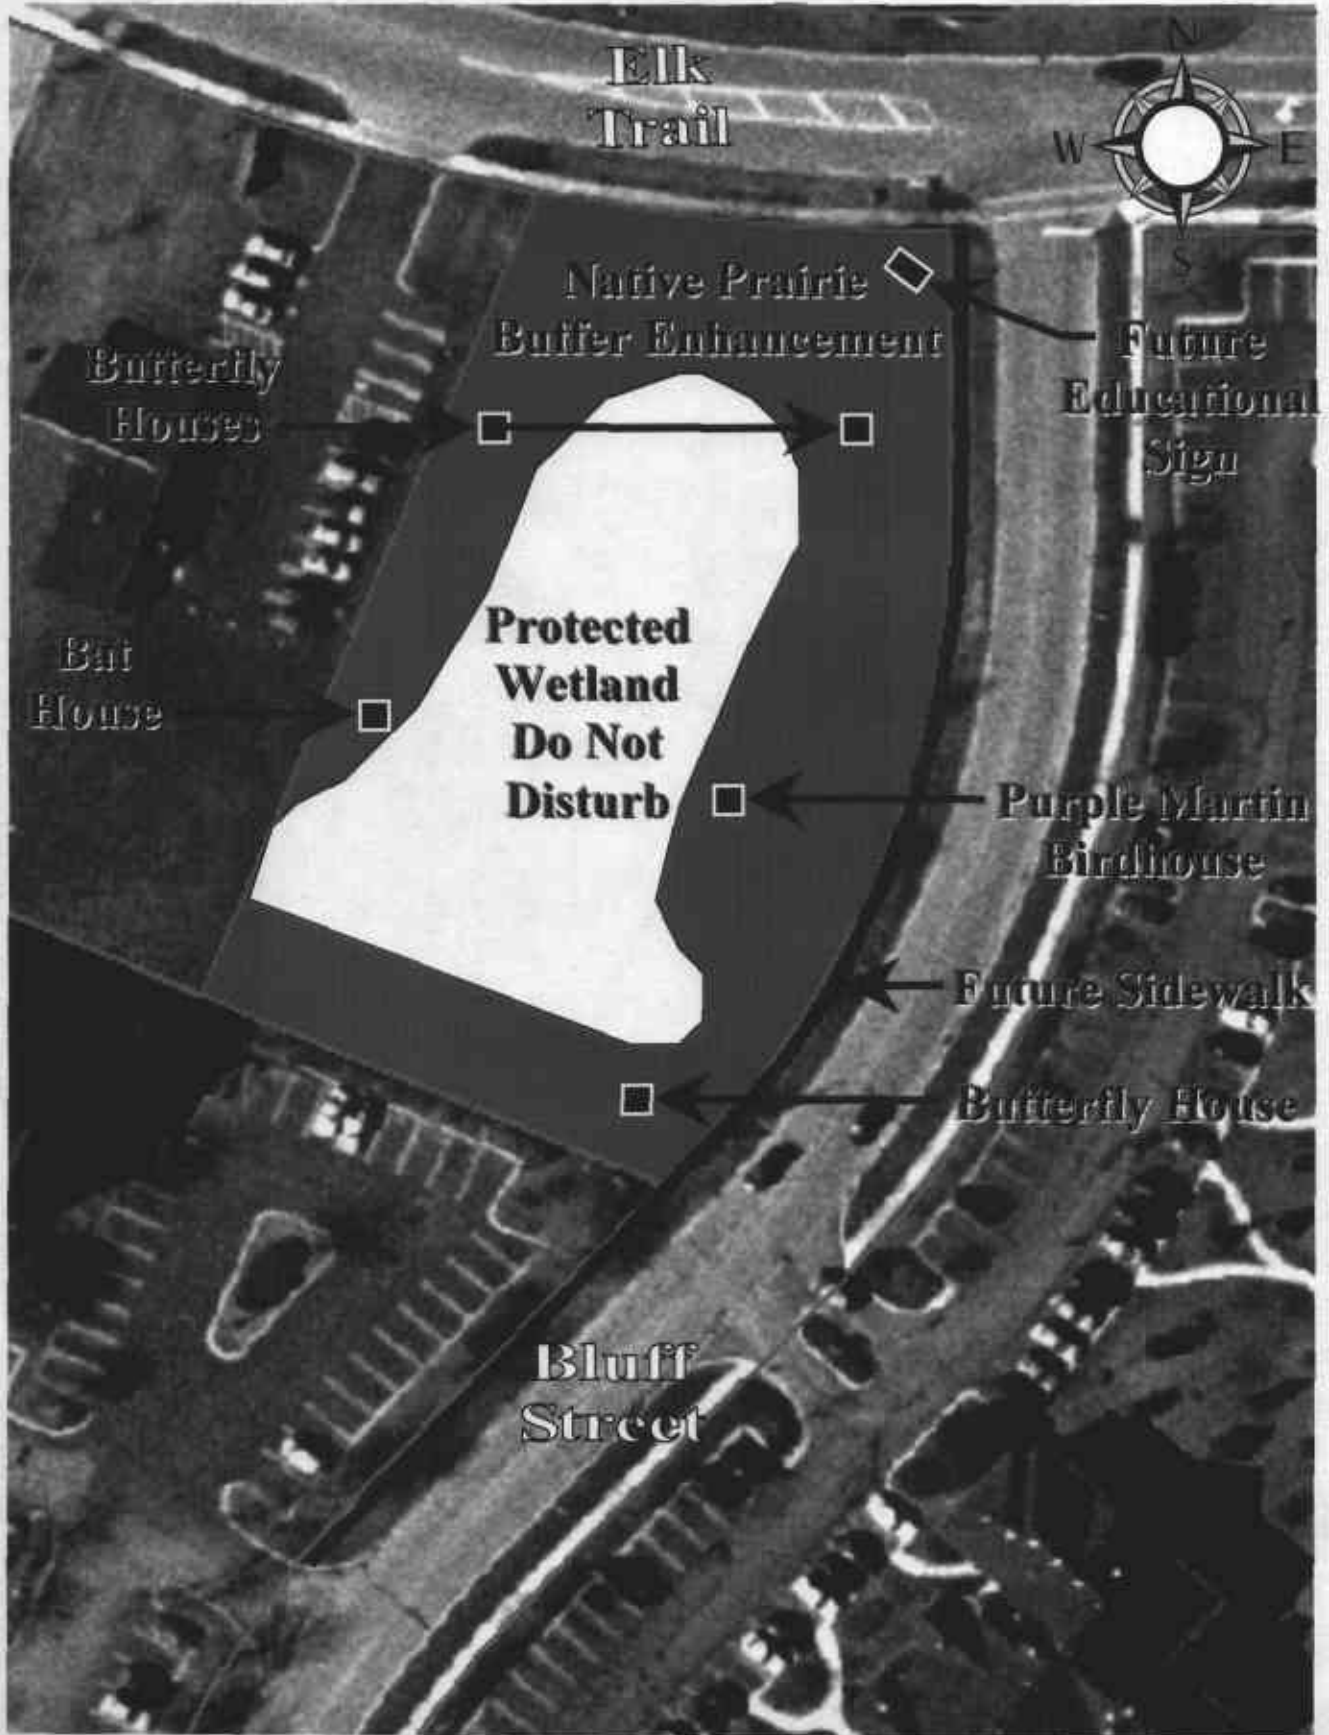 Elk
Trail
N
W
E
S
Native Prairie
Buffer Enhancement
Future
Educational
Sign
Butterfly
Houses
Protected
Wetland
Do Not
Disturb
Bat
House
Purple Martin
Birdhouse
Future Sidewalk
Butterfly House
Bluff
Street